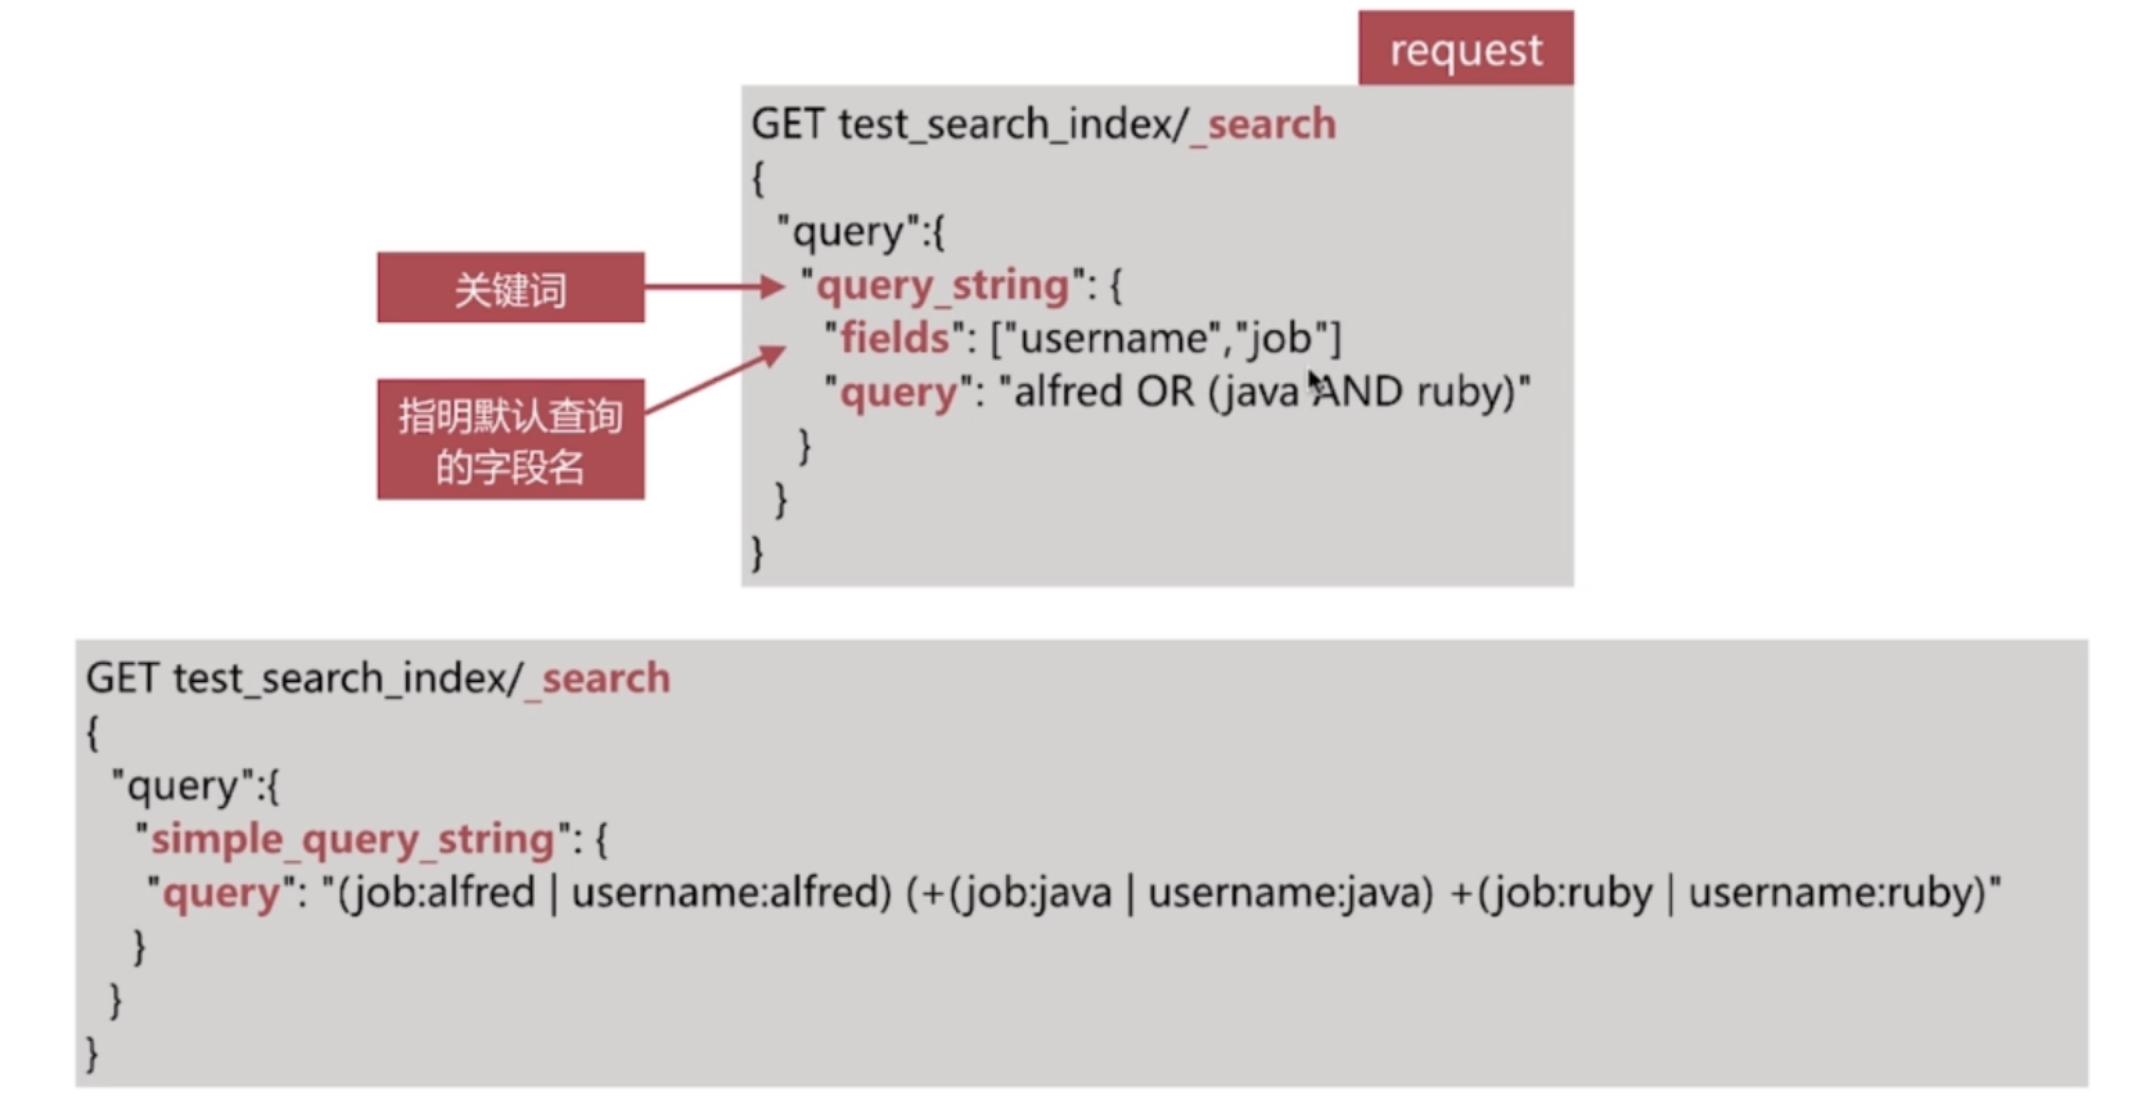 request
GET test_search_index/_search
{
"query":{
关键词
"query_string": {
"fields": ["username","job"]
指明默认查询
的字段名
"query": "alfred OR (java AND ruby)"
}
}
}
GET test_search_index/_search
{
"query":{
"simple_query_string": {
"query": "(job:alfred | username:alfred) (+(job:java | username:java) +(job:ruby | username:ruby)"
}
}
}